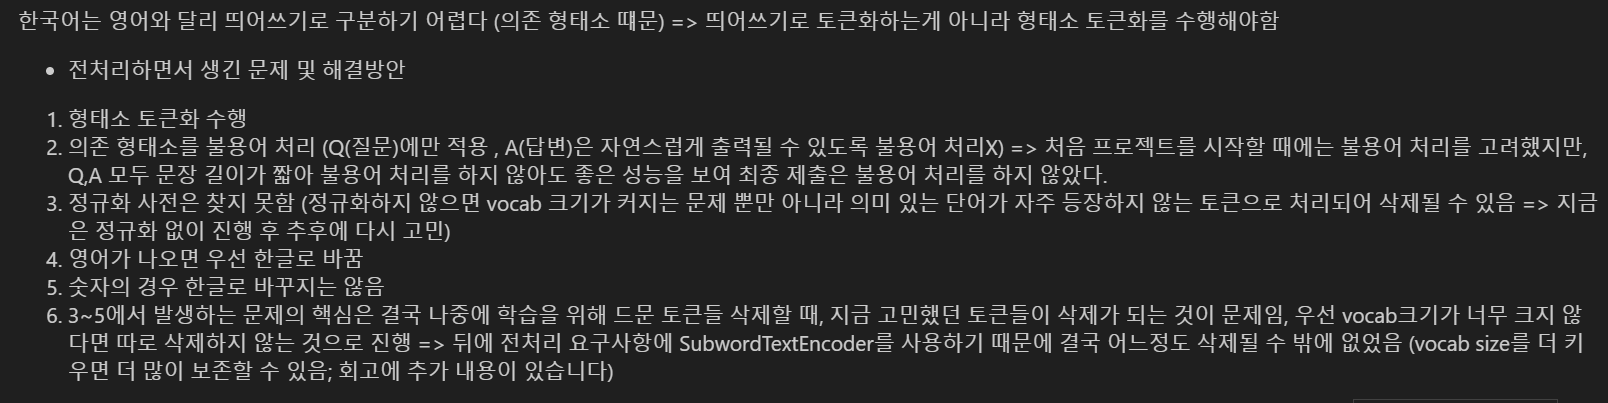 한국어는 영어와 달리 띄어쓰기로 구분하기 어렵다 (의존 형태소 때문) => 띄어쓰기로 토큰화하는게 아니라 형태소 토큰화를 수행해야함
• 전처리하면서 생긴 문제 및 해결방안
1. 형태소 토큰화 수행
2. 의존 형태소를 불용어 처리 (Q(질문)에만 적용 , A(답변)은 자연스럽게 출력될 수 있도록 불용어 처리X) => 처음 프로젝트를 시작할 때에는 불용어 처리를 고려했지만,
Q,A 모두 문장 길이가 짧아 불용어 처리를 하지 않아도 좋은 성능을 보여 최종 제출은 불용어 처리를 하지 않았다.
3. 정규화 사전은 찾지 못함 (정규화하지 않으면 vocab 크기가 커지는 문제 뿐만 아니라 의미 있는 단어가 자주 등장하지 않는 토큰으로 처리되어 삭제될 수 있음 => 지금
은 정규화 없이 진행 후 추후에 다시 고민)
4. 영어가 나오면 우선 한글로 바꿈
5. 숫자의 경우 한글로 바꾸지는 않음
6. 3~5에서 발생하는 문제의 핵심은 결국 나중에 학습을 위해 드문 토큰들 삭제할 때, 지금 고민했던 토큰들이 삭제가 되는 것이 문제임, 우선 vocab크기가 너무 크지 않
다면 따로 삭제하지 않는 것으로 진행 => 뒤에 전처리 요구사항에 SubwordTextEncoder를 사용하기 때문에 결국 어느정도 삭제될 수 밖에 없었음 (vocab size를 더 키
우면 더 많이 보존할 수 있음; 회고에 추가 내용이 있습니다)